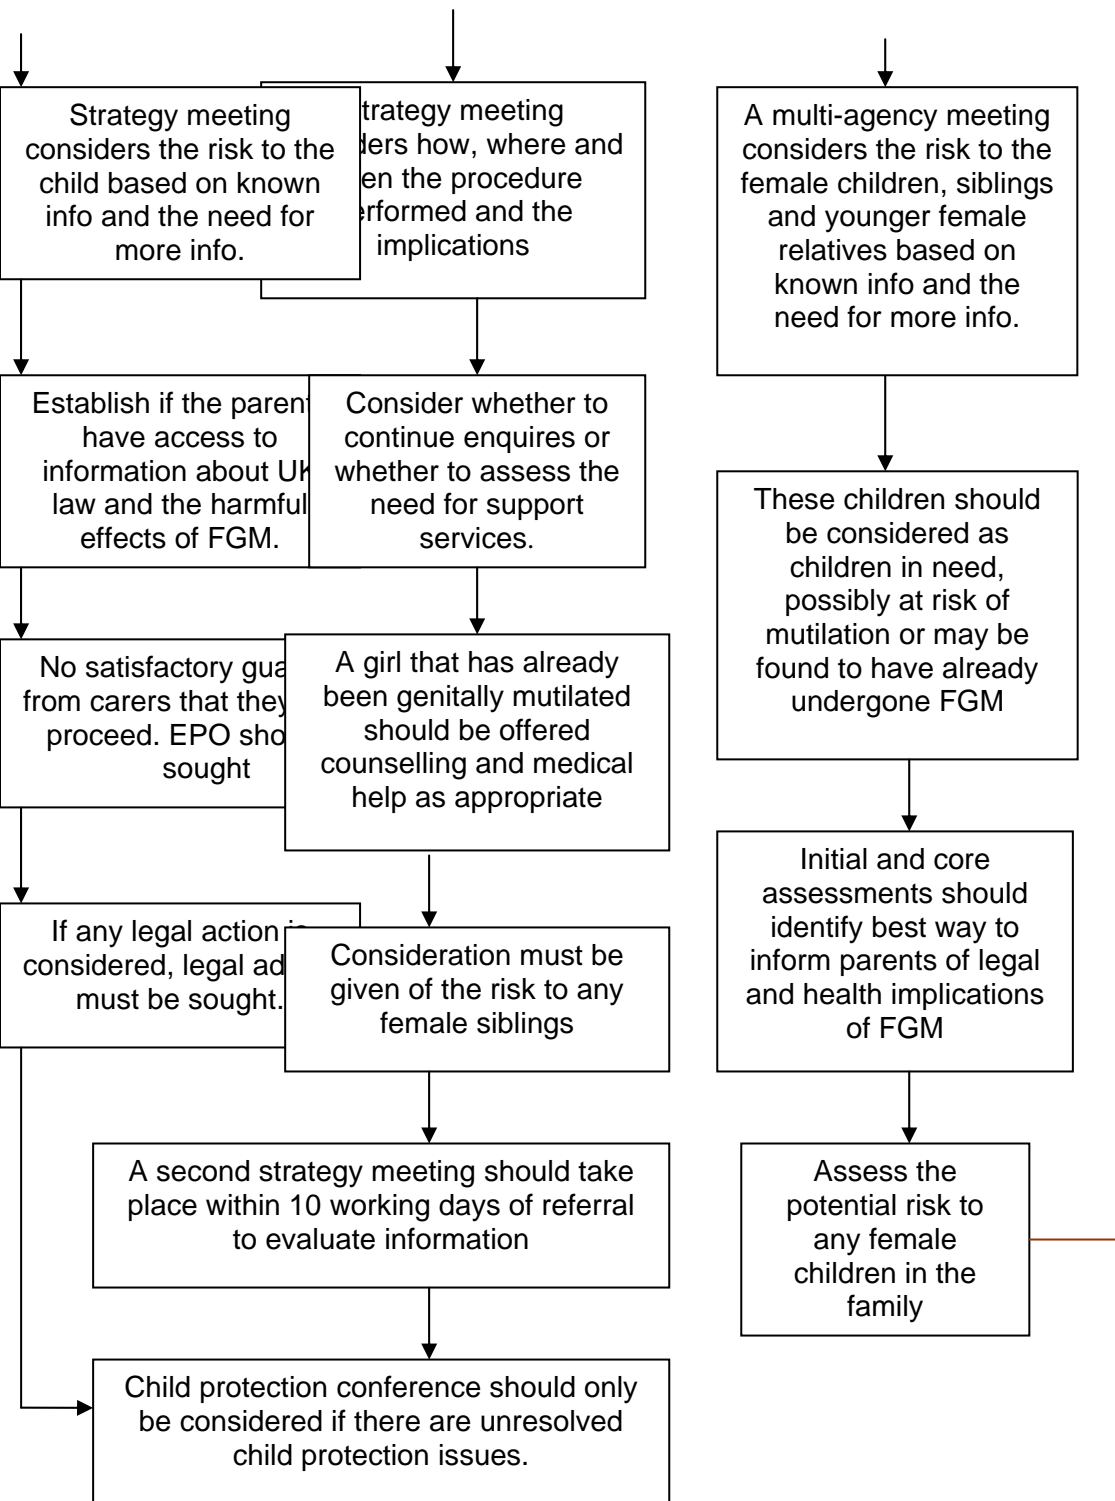 Strategy meeting
considers the risk to the
child based on known
info and the need for
more info.
Establish if the paren
have access to
information about UK
law and the harmful
effects of FGM.
No satisfactory gua
from carers that they
proceed. EPO sho
sought
If any legal action is
considered, legal ad
must be sought.
trategy meeting
ders how, where and
en the procedure
erformed and the
implications
Consider whether to
continue enquires or
whether to assess the
need for support
services.
A girl that has already
been genitally mutilated
should be offered
counselling and medical
help as appropriate
Consideration must be
given of the risk to any
female siblings
A second strategy meeting should take
place within 10 working days of referral
to evaluate information
Child protection conference should only
be considered if there are unresolved
child protection issues.
A multi-agency meeting
considers the risk to the
female children, siblings
and younger female
relatives based on
known info and the
need for more info.
These children should
be considered as
children in need,
possibly at risk of
mutilation or may be
found to have already
undergone FGM
Initial and core
assessments should
identify best way to
inform parents of legal
and health implications
of FGM
Assess the
potential risk to
any female
children in the
family